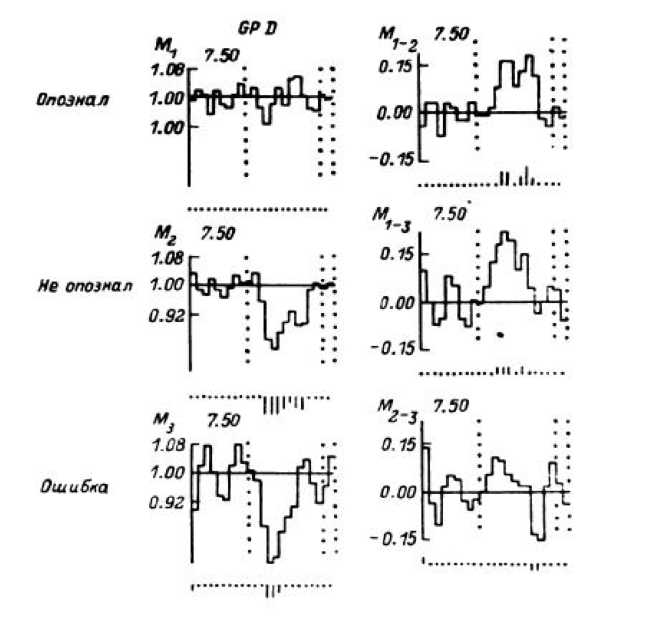 GP D
M1 7.50
1.08
Опознал 1.00
1.00
M1-2 7.50
0.15
0.00
-0.15
M2 7.50
1.08
Не опознал 1.00
0.92
M1-3 7.50
0.15
0.00
-0.15
M3 7.50
1.08
1.00
Ошибка 0.92
M2-3 7.50
0.15
0.00
-0.15